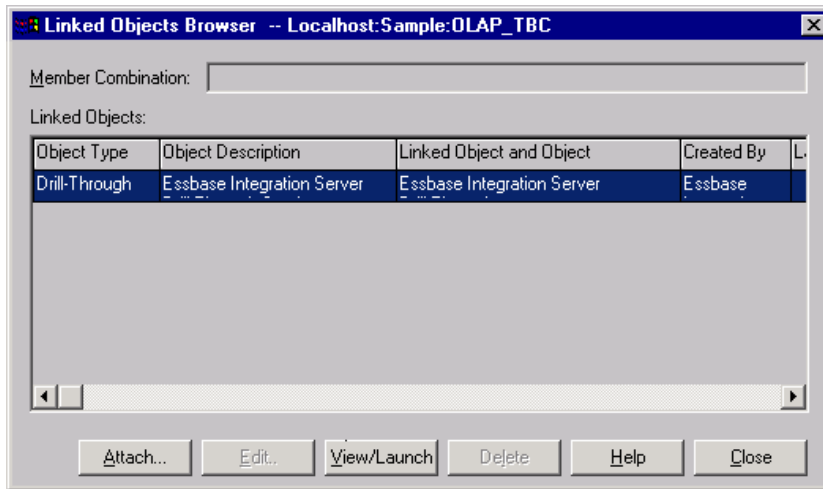 Linked Objects Browser -- Localhost:Sample:OLAP_TBC
Member Combination:
Linked Objects:
Object Type Object Description Linked Object and Object Created By
Drill-Through Essbase Integration Server Essbase Integration Server Essbase
Attach... Edit.. View/Launch Delete Help Close